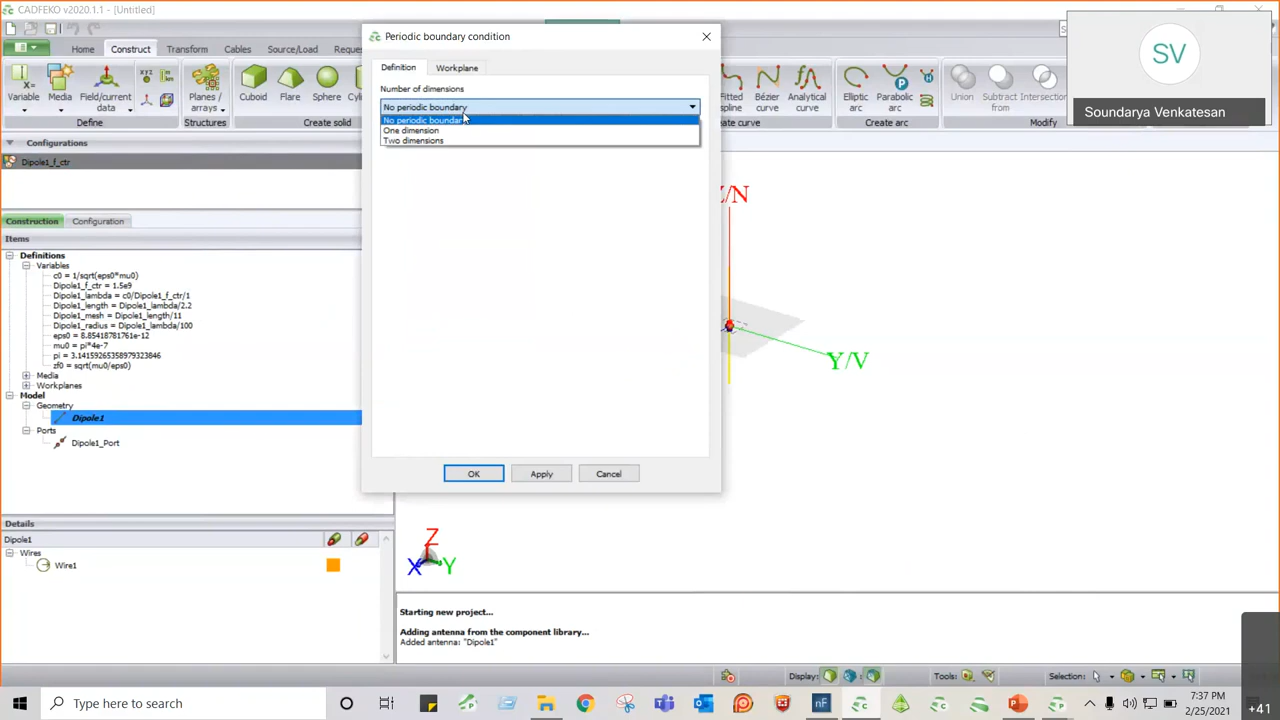 CADFEKO v2020.1.1 - [Untitled]
Home
Construct
Transform
Cables
Source/Load
Reques
Variable
Media
Field/current
data
Planes /
arrays
Cuboid
Flare
Sphere
Define
Structures
Create solid
Periodic boundary condition
Definition
Workplane
Number of dimensions
No periodic boundary
No periodic boundary
One dimension
Two dimensions
OK
Apply
Cancel
Fitted
spline
Bézier
curve
Analytical
curve
Elliptic
arc
Parabolic
arc
Union
Subtract
from
Intersection
Create arc
Modify
SV
Soundarya Venkatesan
Configurations
Dipole1_f_ctr
Construction
Configuration
Items
Definitions
Variables
c0 = 1/sqrt(eps0*mu0)
Dipole1_f_ctr = 1.5e9
Dipole1_lambda = c0/Dipole1_f_ctr/1
Dipole1_length = Dipole1_lambda/2.2
Dipole1_mesh = Dipole1_length/11
Dipole1_radius = Dipole1_lambda/100
eps0 = 8.85418781761e-12
mu0 = pi*4e-7
pi = 3.14159265358979323846
zf0 = sqrt(mu0/eps0)
Media
Workplanes
Model
Geometry
Dipole1
Ports
Dipole1_Port
Z/N
Y/V
Details
Dipole1
Wires
Wire1
Z
X
Y
Starting new project...
Adding antenna from the component library...
Added antenna: "Dipole1"
Display:
Tools:
Selection:
Type here to search
7:37 PM
2/25/2021
+41